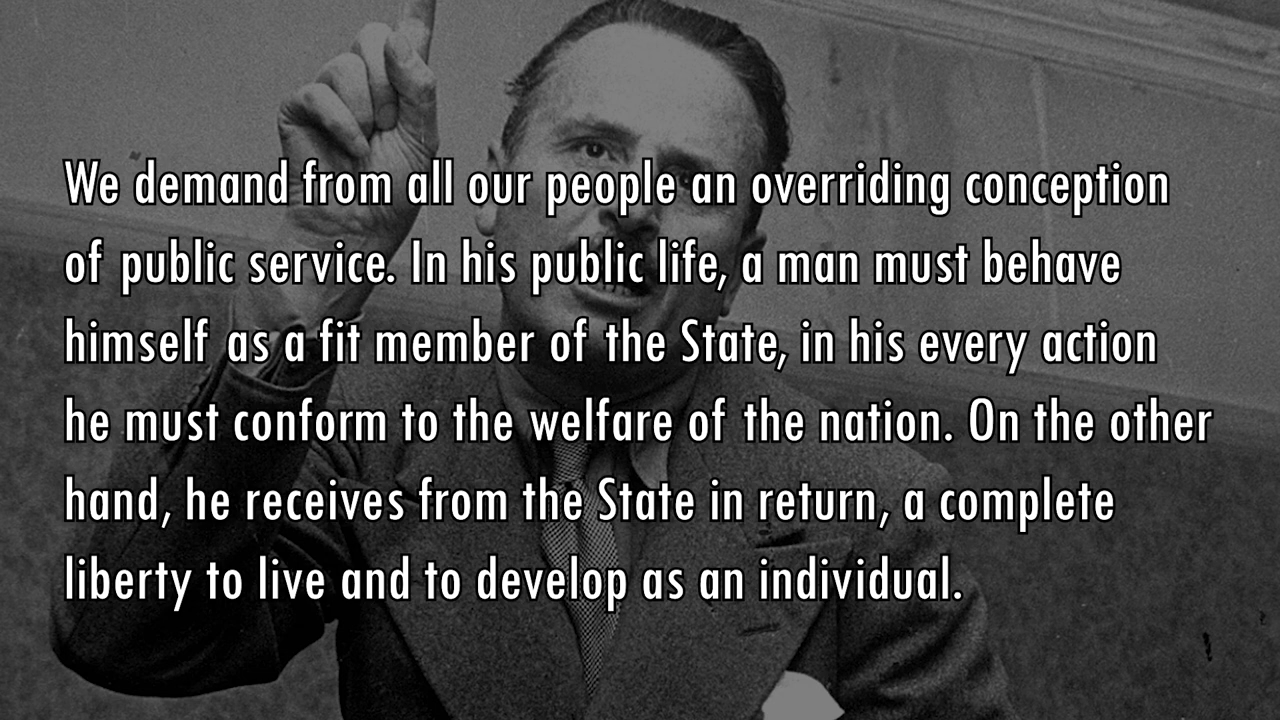 We demand from all our people an overriding conception
of public service. In his public life, a man must behave
himself as a fit member of the State, in his every action
he must conform to the welfare of the nation. On the other
hand, he receives from the State in return, a complete
liberty to live and to develop as an individual.